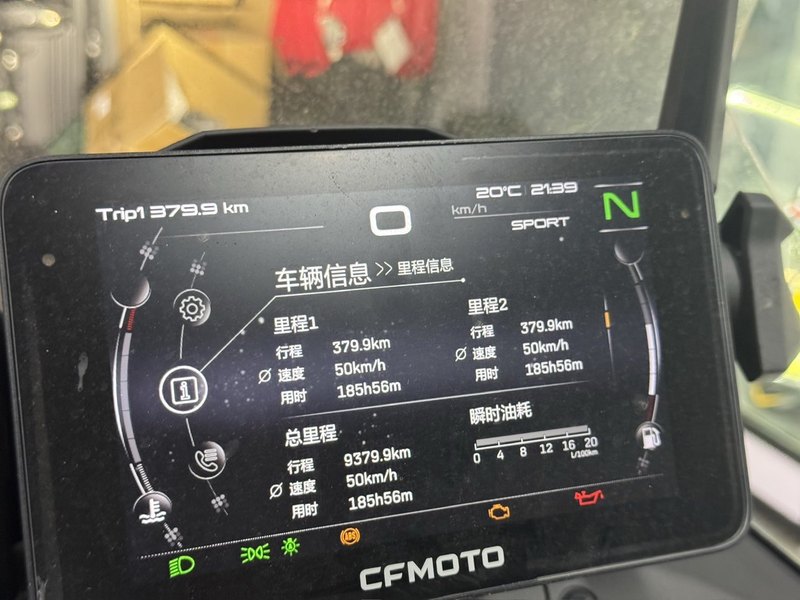 Trip1 379.9 km
0
km/h
20°C 21:39
SPORT
N
车辆信息 >> 里程信息
里程1
行程 379.9km
Ø 速度 50km/h
用时 185h56m
里程2
行程 379.9km
Ø 速度 50km/h
用时 185h56m
总里程
行程 9379.9km
Ø 速度 50km/h
用时 185h56m
瞬时油耗
0 4 8 12 16 20
L/100km
ABS
CFMOTO